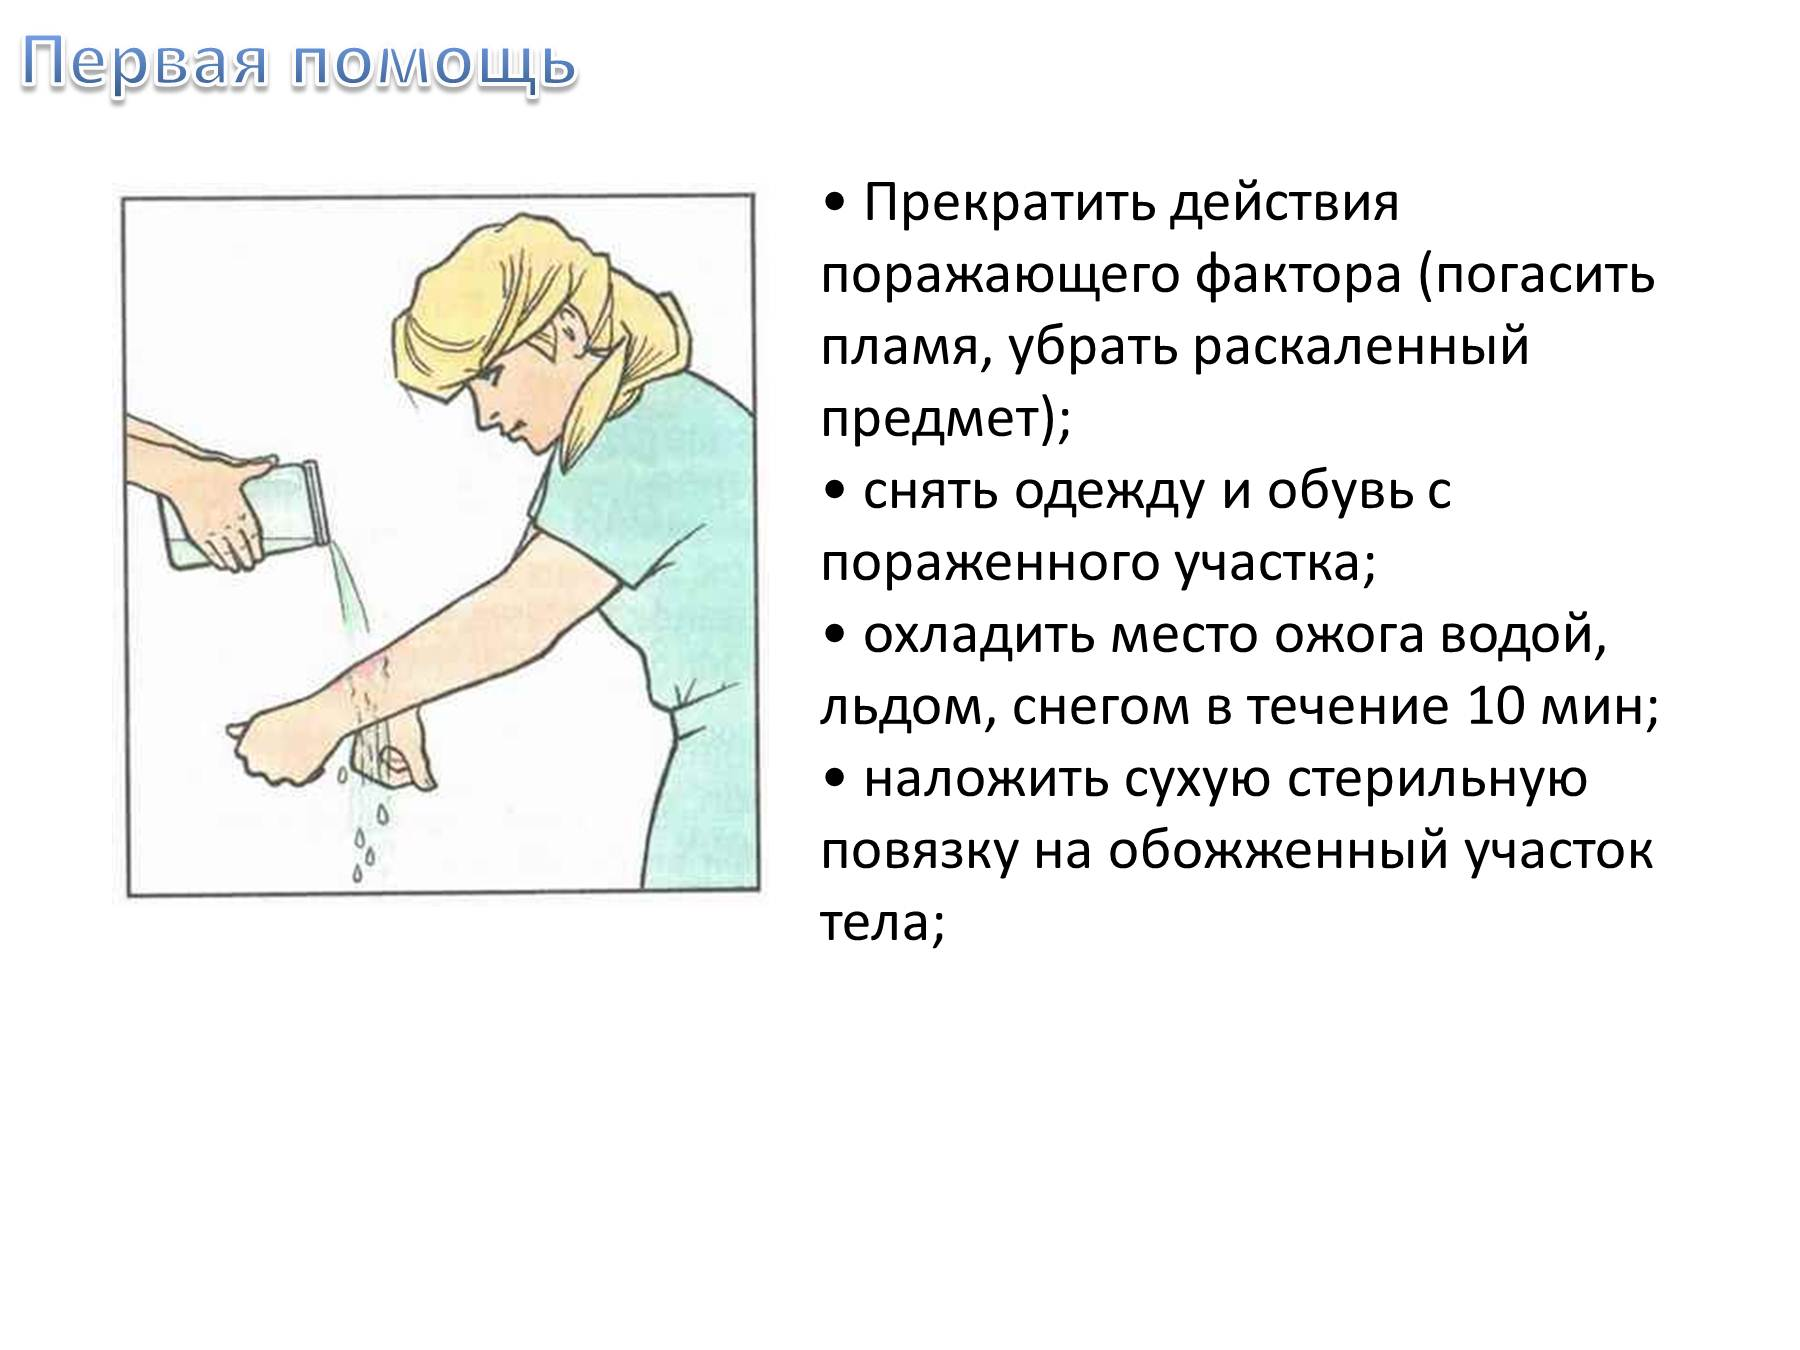 Первая помощь
• Прекратить действия
поражающего фактора (погасить
пламя, убрать раскаленный
предмет);
• снять одежду и обувь с
пораженного участка;
• охладить место ожога водой,
льдом, снегом в течение 10 мин;
• наложить сухую стерильную
повязку на обожженный участок
тела;